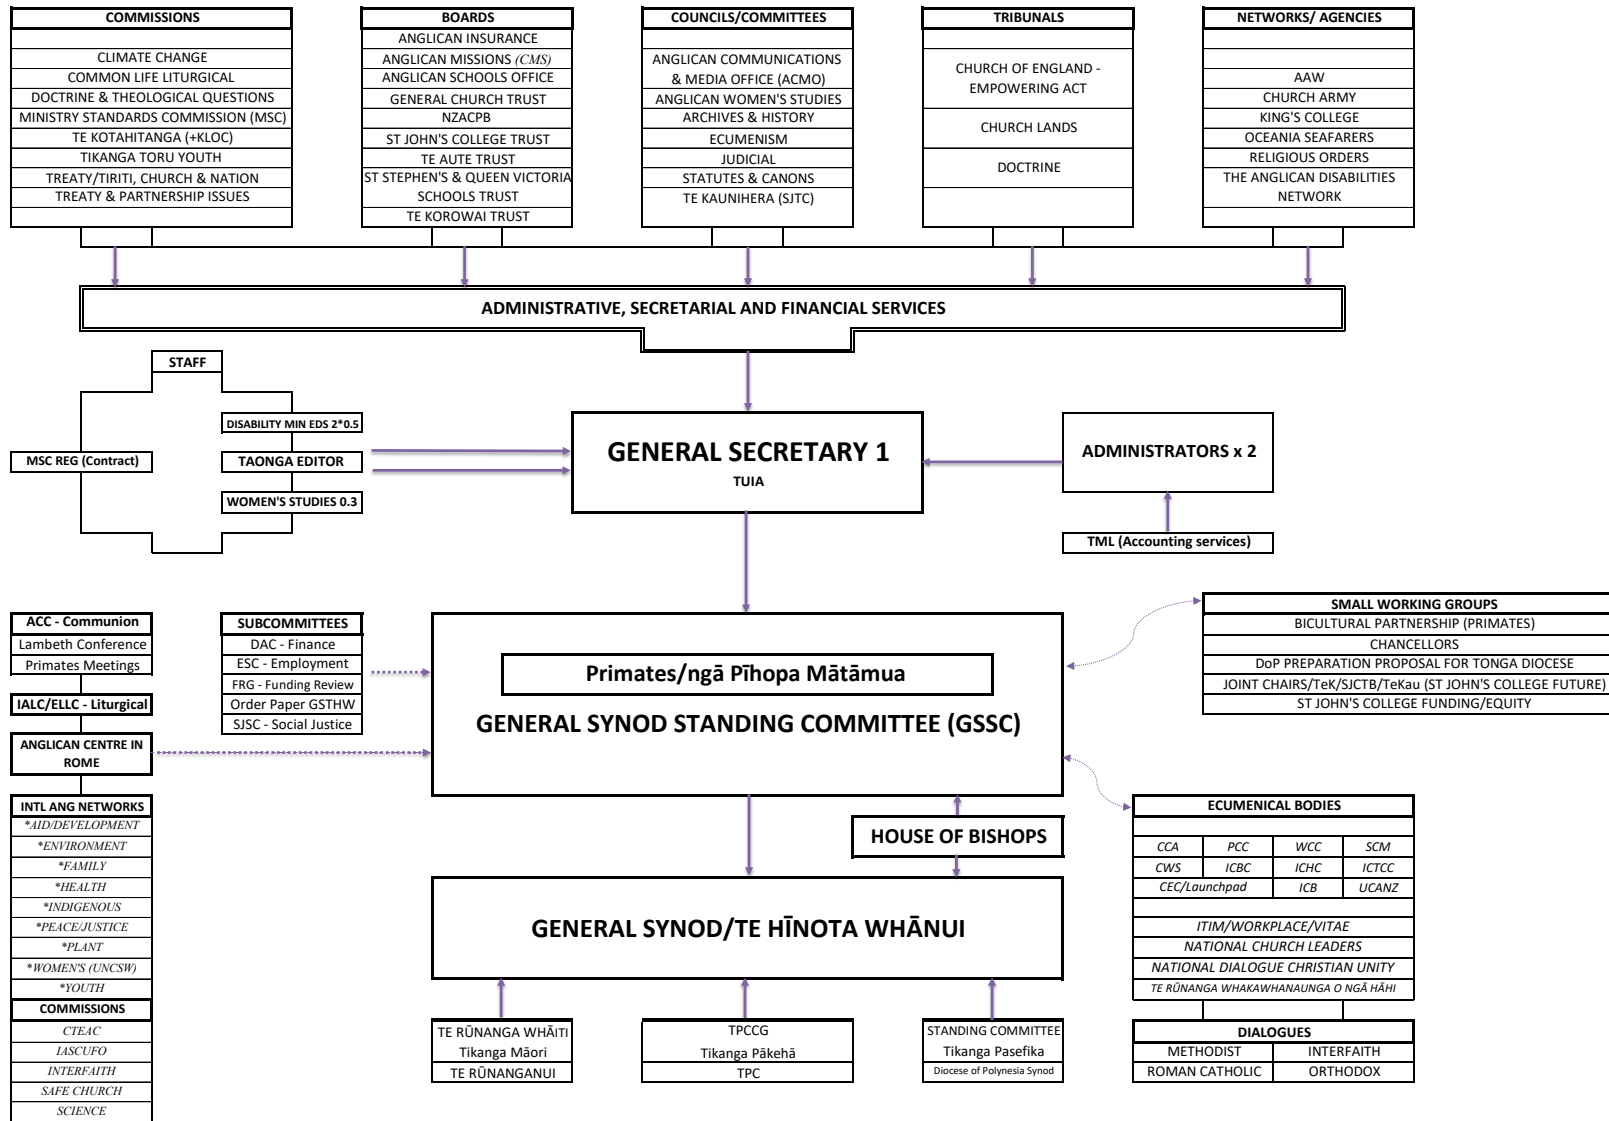 COMMISSIONS
CLIMATE CHANGE
COMMON LIFE LITURGICAL
DOCTRINE & THEOLOGICAL QUESTIONS
MINISTRY STANDARDS COMMISSION (MSC)
TE KOTAHITANGA (+KLOC)
TIKANGA TORU YOUTH
TREATY/TIRITI, CHURCH & NATION
TREATY & PARTNERSHIP ISSUES
BOARDS
ANGLICAN INSURANCE
ANGLICAN MISSIONS (CMS)
ANGLICAN SCHOOLS OFFICE
GENERAL CHURCH TRUST
NZACPB
ST JOHN'S COLLEGE TRUST
TE AUTE TRUST
ST STEPHEN'S & QUEEN VICTORIA
SCHOOLS TRUST
TE KOROWAI TRUST
COUNCILS/COMMITTEES
ANGLICAN COMMUNICATIONS
& MEDIA OFFICE (ACMO)
ANGLICAN WOMEN'S STUDIES
ARCHIVES & HISTORY
ECUMENISM
JUDICIAL
STATUTES & CANONS
TE KAUNIHERA (SJTC)
TRIBUNALS
CHURCH OF ENGLAND -
EMPOWERING ACT
CHURCH LANDS
DOCTRINE
NETWORKS/ AGENCIES
AAW
CHURCH ARMY
KING'S COLLEGE
OCEANIA SEAFARERS
RELIGIOUS ORDERS
THE ANGLICAN DISABILITIES
NETWORK
ADMINISTRATIVE, SECRETARIAL AND FINANCIAL SERVICES
STAFF
DISABILITY MIN EDS 2*0.5
MSC REG (Contract)
TAONGA EDITOR
WOMEN'S STUDIES 0.3
GENERAL SECRETARY 1
TUIA
ADMINISTRATORS x 2
TML (Accounting services)
ACC - Communion
Lambeth Conference
Primates Meetings
IALC/ELLC - Liturgical
ANGLICAN CENTRE IN
ROME
INTL ANG NETWORKS
*AID/DEVELOPMENT
*ENVIRONMENT
*FAMILY
*HEALTH
*INDIGENOUS
*PEACE/JUSTICE
*PLANT
*WOMEN'S (UNCSW)
*YOUTH
COMMISSIONS
CTEAC
IASCUFO
INTERFAITH
SAFE CHURCH
SCIENCE
SUBCOMMITTEES
DAC - Finance
ESC - Employment
FRG - Funding Review
Order Paper GSTHW
SJSC - Social Justice
Primates/ngā Pīhopa Mātāmua
GENERAL SYNOD STANDING COMMITTEE (GSSC)
HOUSE OF BISHOPS
GENERAL SYNOD/TE HĪNOTA WHĀNUI
TE RŪNANGA WHĀITI
Tikanga Māori
TE RŪNANGANUI
TPCCG
Tikanga Pākehā
TPC
STANDING COMMITTEE
Tikanga Pasefika
Diocese of Polynesia Synod
SMALL WORKING GROUPS
BICULTURAL PARTNERSHIP (PRIMATES)
CHANCELLORS
DoP PREPARATION PROPOSAL FOR TONGA DIOCESE
JOINT CHAIRS/TeK/SJCTB/TeKau (ST JOHN'S COLLEGE FUTURE)
ST JOHN'S COLLEGE FUNDING/EQUITY
ECUMENICAL BODIES
CCA PCC WCC SCM
CWS ICBC ICHC ICTCC
CEC/Launchpad ICB UCANZ
ITIM/WORKPLACE/VITAE
NATIONAL CHURCH LEADERS
NATIONAL DIALOGUE CHRISTIAN UNITY
TE RŪNANGA WHAKAWHANAUNGA O NGĀ HĀHI
DIALOGUES
METHODIST INTERFAITH
ROMAN CATHOLIC ORTHODOX